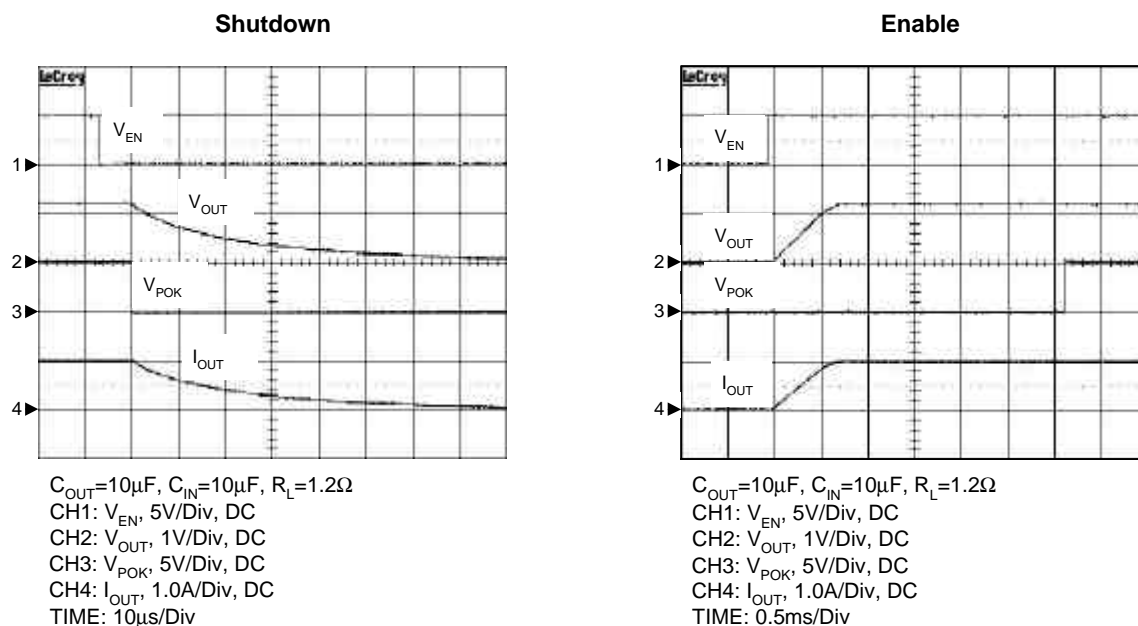 Shutdown
LeCroy
V_EN
1
V_OUT
2
V_POK
3
I_OUT
4
C_OUT=10μF, C_IN=10μF, R_L=1.2Ω
CH1: V_EN, 5V/Div, DC
CH2: V_OUT, 1V/Div, DC
CH3: V_POK, 5V/Div, DC
CH4: I_OUT, 1.0A/Div, DC
TIME: 10μs/Div
Enable
LeCroy
V_EN
1
V_OUT
2
V_POK
3
I_OUT
4
C_OUT=10μF, C_IN=10μF, R_L=1.2Ω
CH1: V_EN, 5V/Div, DC
CH2: V_OUT, 1V/Div, DC
CH3: V_POK, 5V/Div, DC
CH4: I_OUT, 1.0A/Div, DC
TIME: 0.5ms/Div